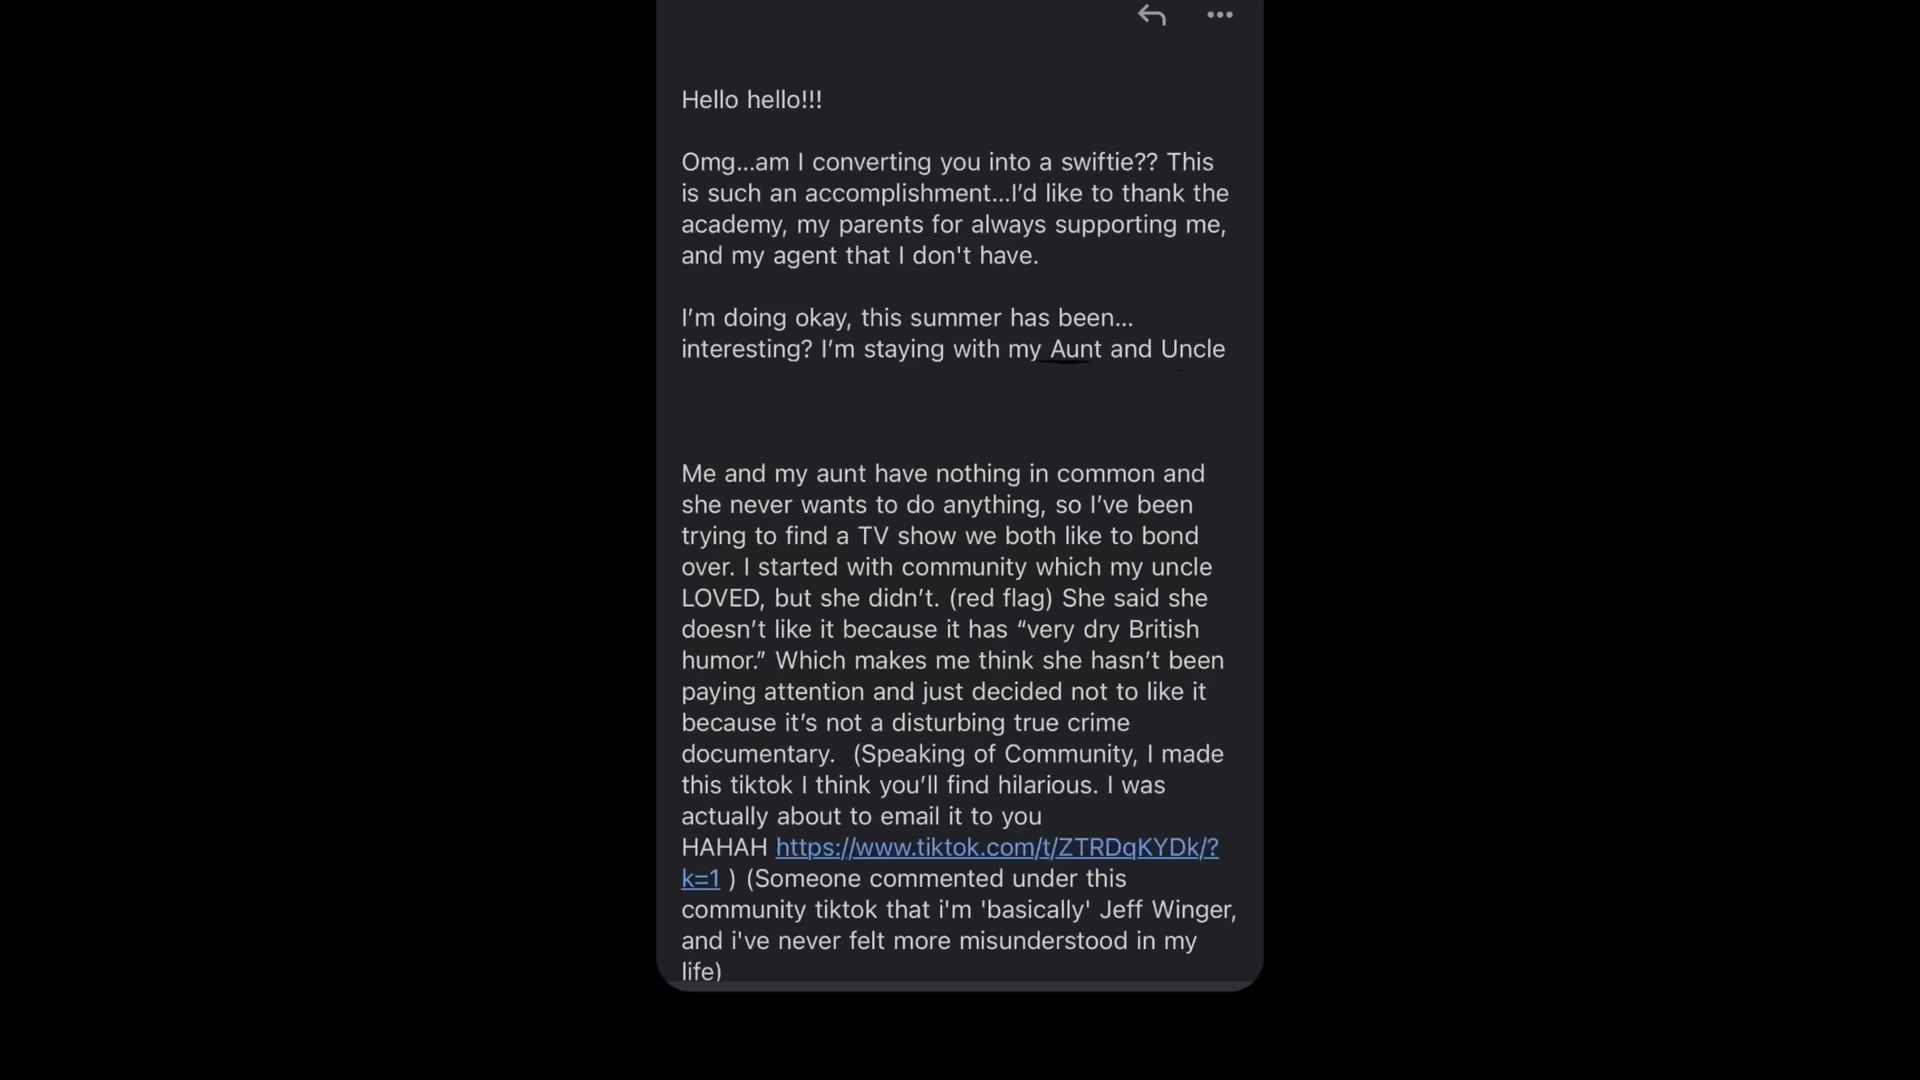 Hello hello!!!
Omg...am I converting you into a swiftie?? This
is such an accomplishment...I’d like to thank the
academy, my parents for always supporting me,
and my agent that I don't have.
I’m doing okay, this summer has been...
interesting? I’m staying with my Aunt and Uncle
Me and my aunt have nothing in common and
she never wants to do anything, so I’ve been
trying to find a TV show we both like to bond
over. I started with community which my uncle
LOVED, but she didn’t. (red flag) She said she
doesn’t like it because it has “very dry British
humor.” Which makes me think she hasn’t been
paying attention and just decided not to like it
because it’s not a disturbing true crime
documentary.  (Speaking of Community, I made
this tiktok I think you’ll find hilarious. I was
actually about to email it to you
HAHAH https://www.tiktok.com/t/ZTRDqKYDk/?
k=1 ) (Someone commented under this
community tiktok that i'm 'basically' Jeff Winger,
and i've never felt more misunderstood in my
life)